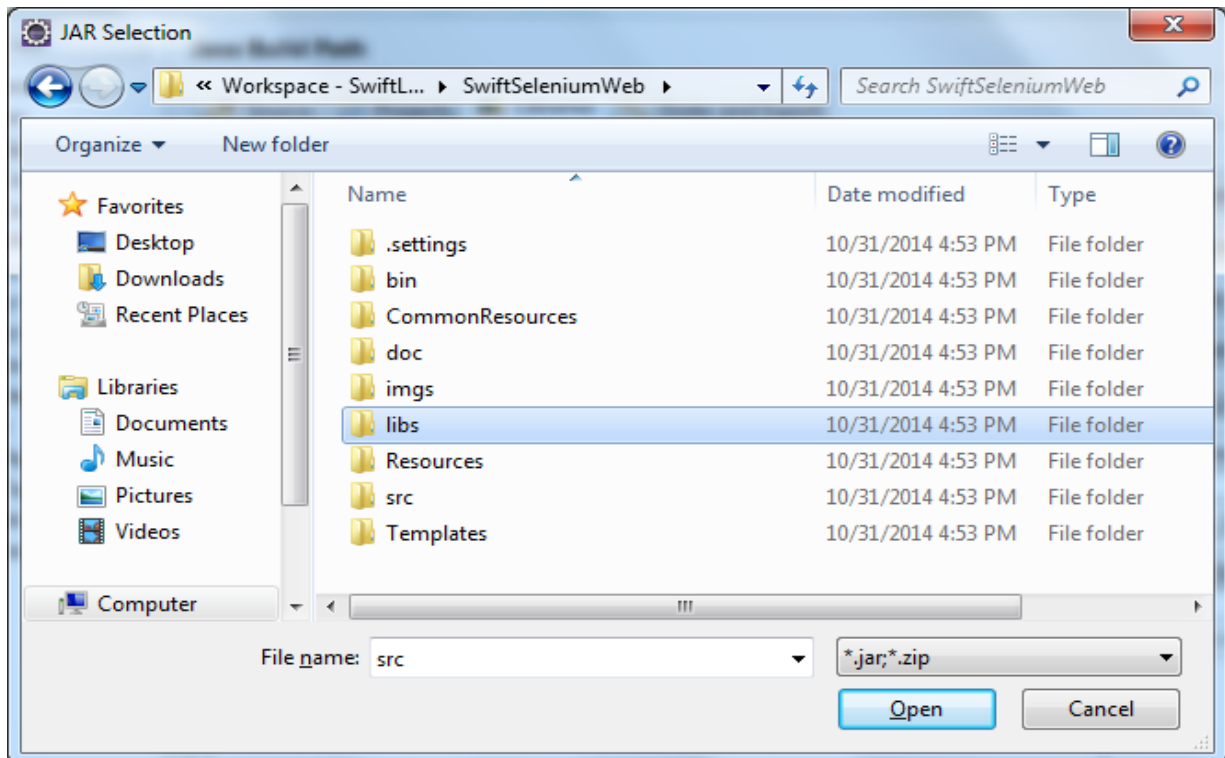 JAR Selection
Java Build Path
« Workspace - SwiftL... SwiftSeleniumWeb
Search SwiftSeleniumWeb
Organize New folder
Name Date modified Type
Favorites
Desktop
Downloads
Recent Places
Libraries
Documents
Music
Pictures
Videos
Computer
.settings 10/31/2014 4:53 PM File folder
bin 10/31/2014 4:53 PM File folder
CommonResources 10/31/2014 4:53 PM File folder
doc 10/31/2014 4:53 PM File folder
imgs 10/31/2014 4:53 PM File folder
libs 10/31/2014 4:53 PM File folder
Resources 10/31/2014 4:53 PM File folder
src 10/31/2014 4:53 PM File folder
Templates 10/31/2014 4:53 PM File folder
File name: src *.jar;*.zip
Open Cancel